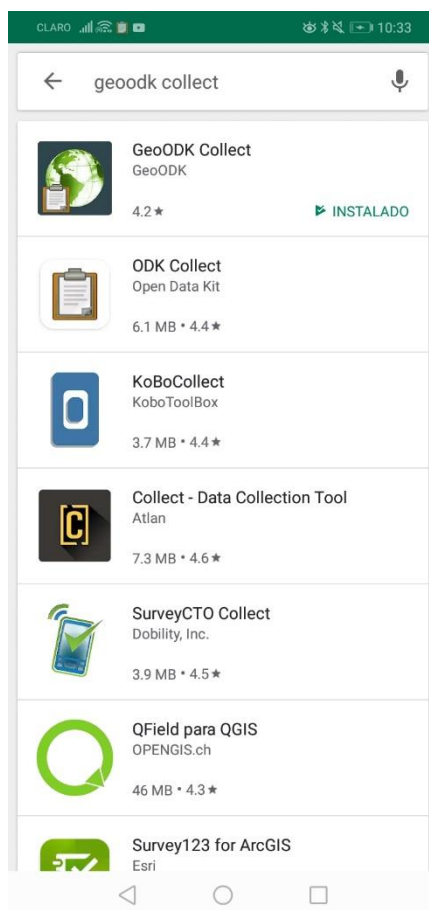 CLARO 10:33
geoodk collect
GeoODK Collect
GeoODK
4.2★ INSTALADO
ODK Collect
Open Data Kit
6.1 MB • 4.4★
KoBoCollect
KoboToolBox
3.7 MB • 4.4★
[C]
Collect - Data Collection Tool
Atlan
7.3 MB • 4.6★
SurveyCTO Collect
Dobility, Inc.
3.9 MB • 4.5★
QField para QGIS
OPENGIS.ch
46 MB • 4.3★
Survey123 for ArcGIS
Esri